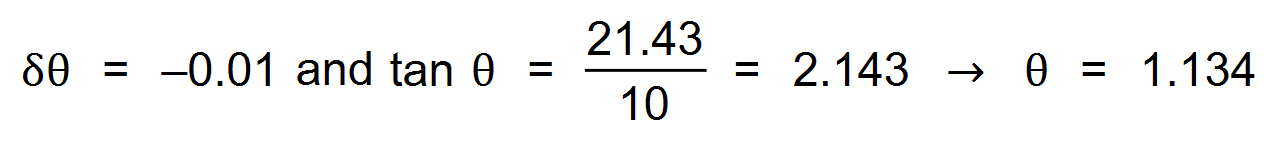 δθ = –0.01 and tan θ = 21.43/10 = 2.143 → θ = 1.134